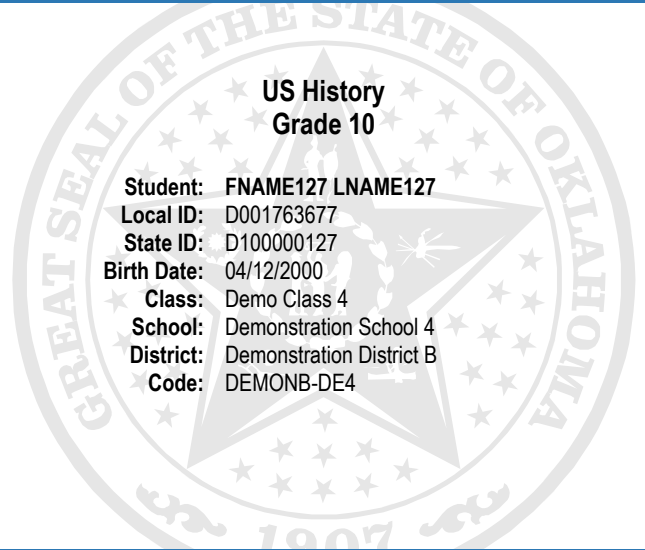 GREAT SEAL OF THE STATE OF OKLAHOMA
US History
Grade 10
Student: FNAME127 LNAME127
Local ID: D001763677
State ID: D100000127
Birth Date: 04/12/2000
Class: Demo Class 4
School: Demonstration School 4
District: Demonstration District B
Code: DEMONB-DE4
1907